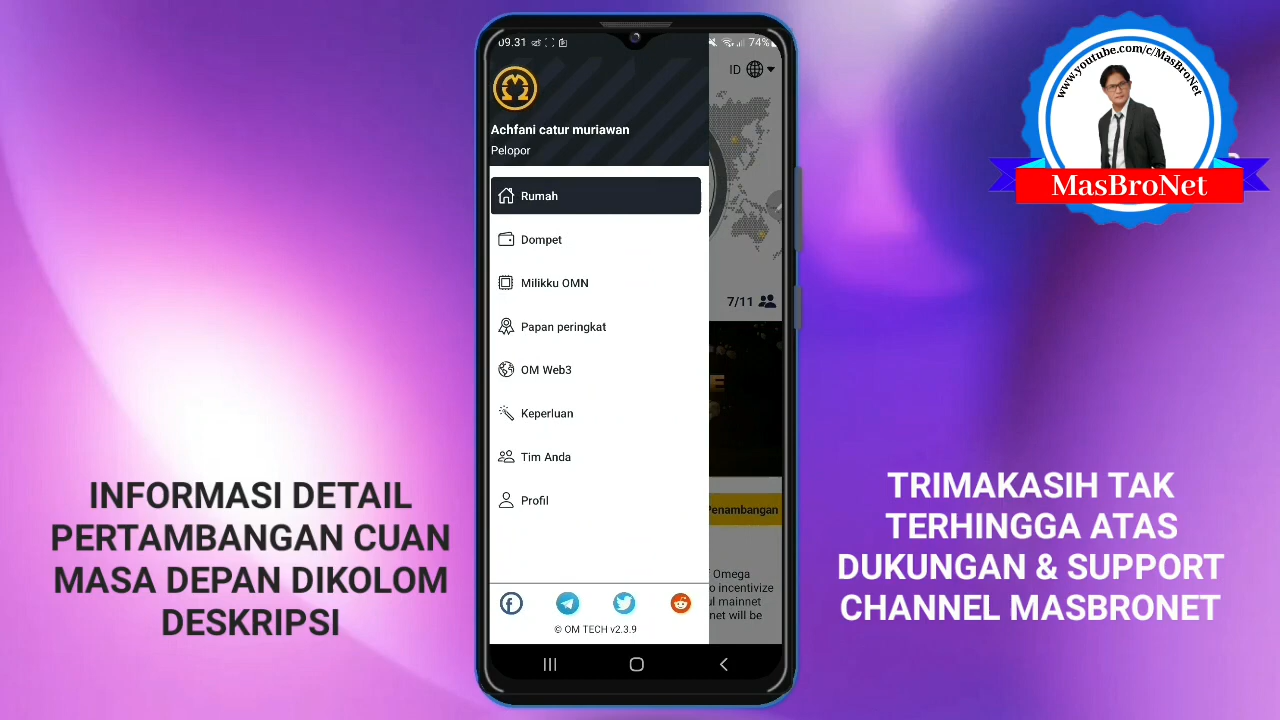 09.31
74%
ID
Achfani catur muriawan
Pelopor
Rumah
Dompet
Milikku OMN
7/11
Papan peringkat
OM Web3
Keperluan
Tim Anda
Profil
Penambangan
f Omega
o incentivize
ul mainnet
net will be
© OM TECH v2.3.9
www.youtube.com/c/MasBroNet
MasBroNet
INFORMASI DETAIL
PERTAMBANGAN CUAN
MASA DEPAN DIKOLOM
DESKRIPSI
TRIMAKASIH TAK
TERHINGGA ATAS
DUKUNGAN & SUPPORT
CHANNEL MASBRONET